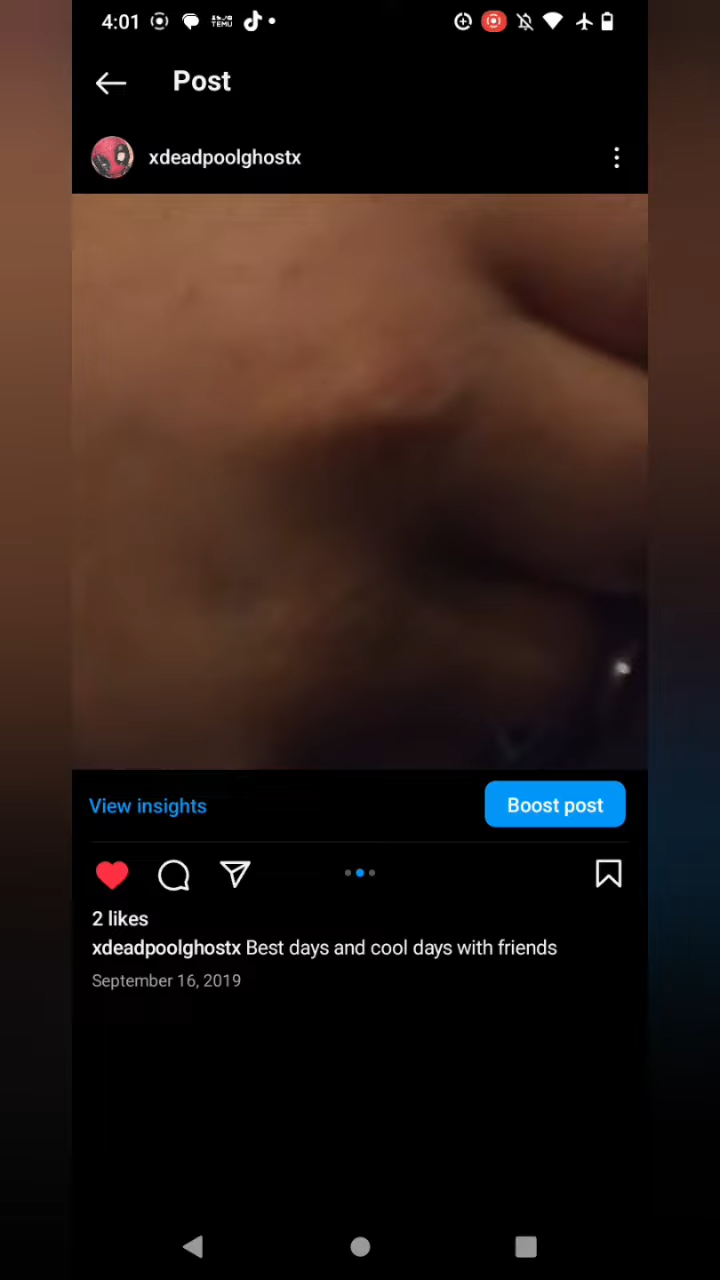 4:01
TEMU
Post
xdeadpoolghostx
View insights
Boost post
2 likes
xdeadpoolghostx Best days and cool days with friends
September 16, 2019